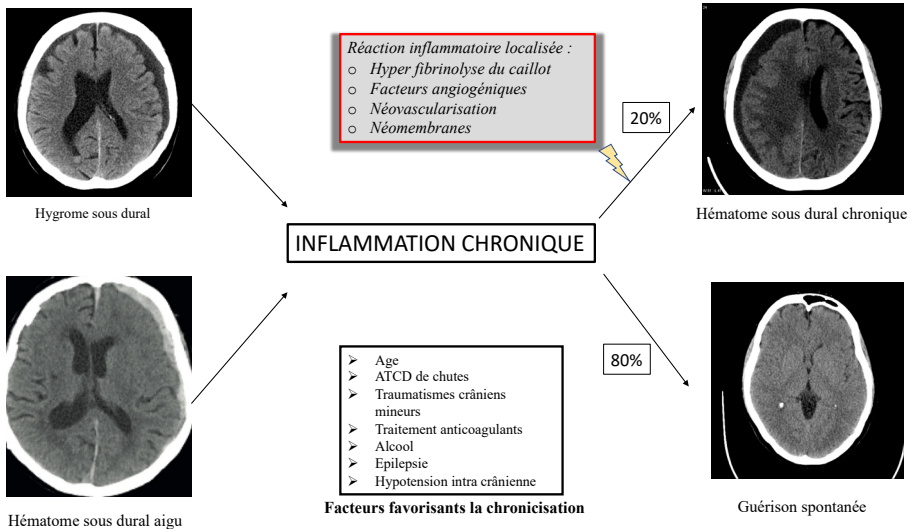 Réaction inflammatoire localisée :
o Hyper fibrinolyse du caillot
o Facteurs angiogéniques
o Néovascularisation
o Néomembranes
20%
Hygrome sous dural
Hématome sous dural chronique
INFLAMMATION CHRONIQUE
80%
➢ Age
➢ ATCD de chutes
➢ Traumatismes crâniens
mineurs
➢ Traitement anticoagulants
➢ Alcool
➢ Epilepsie
➢ Hypotension intra crânienne
Facteurs favorisants la chronicisation
Hématome sous dural aigu
Guérison spontanée